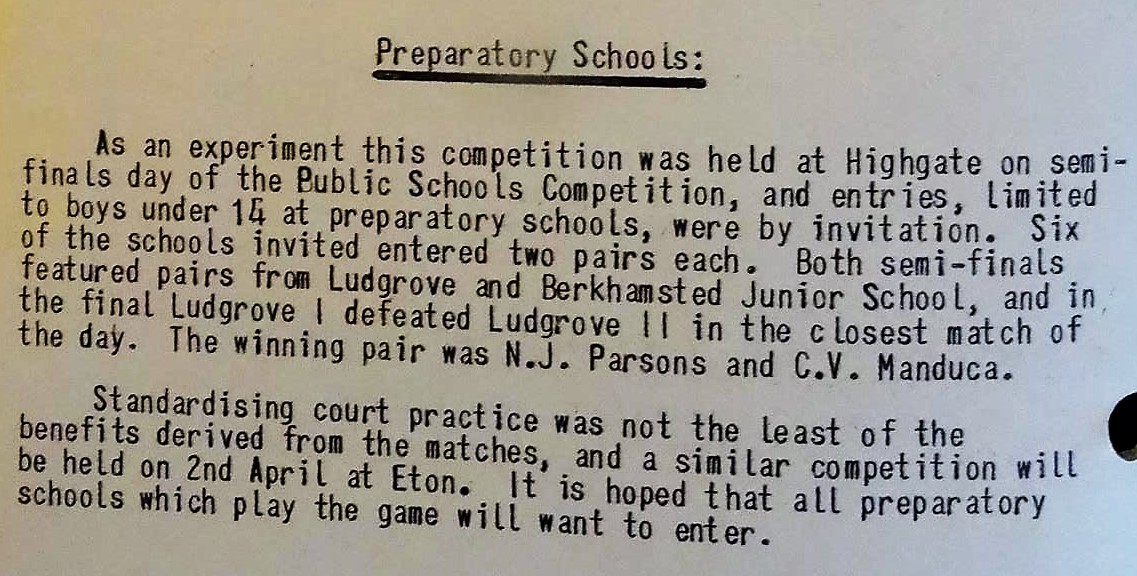 Preparatory Schools:
As an experiment this competition was held at Highgate on semi-
finals day of the Public Schools Competition, and entries, limited
to boys under 14 at preparatory schools, were by invitation. Six
of the schools invited entered two pairs each. Both semi-finals
featured pairs from Ludgrove and Berkhamsted Junior School, and in
the final Ludgrove I defeated Ludgrove II in the closest match of
the day. The winning pair was N.J. Parsons and C.V. Manduca.
Standardising court practice was not the least of the
benefits derived from the matches, and a similar competition will
be held on 2nd April at Eton. It is hoped that all preparatory
schools which play the game will want to enter.